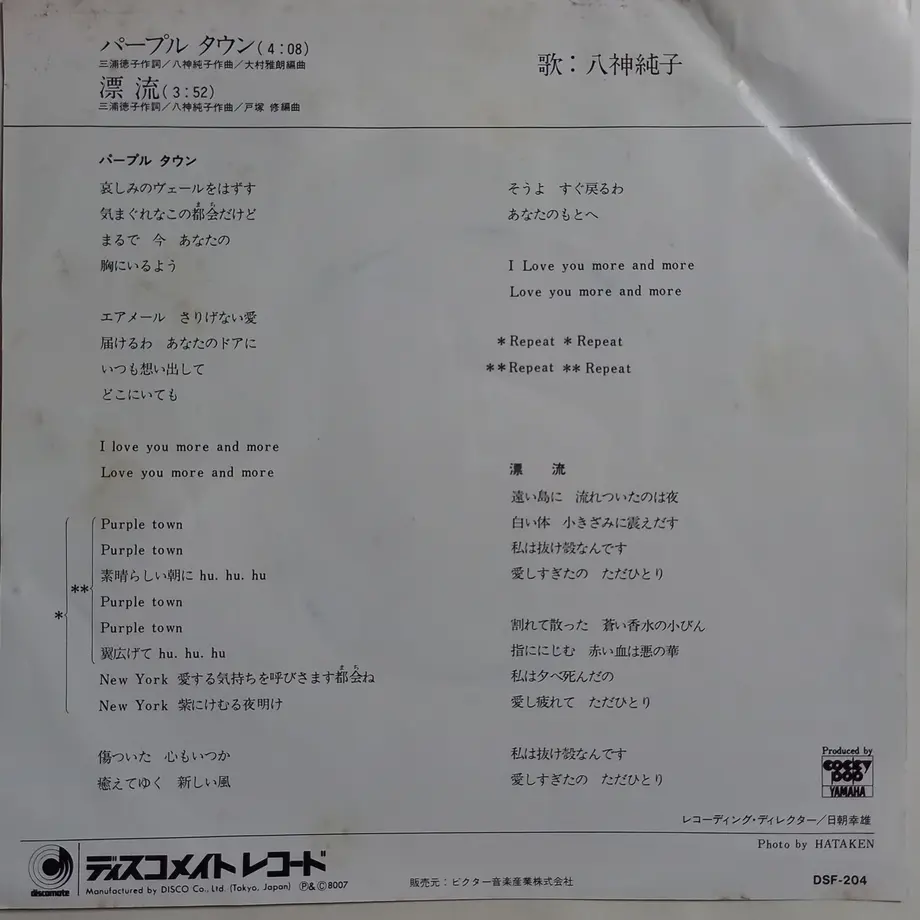 パープル タウン(4:08)
三浦徳子作詞/八神純子作曲/大村雅朗編曲
漂 流(3:52)
三浦徳子作詞/八神純子作曲/戸塚 修編曲
歌: 八神純子
パープル タウン
哀しみのヴェールをはずす
気まぐれなこの都会だけど
まち
まるで 今 あなたの
胸にいるよう
エアメール さりげない愛
届けるわ あなたのドアに
いつも想い出して
どこにいても
I love you more and more
Love you more and more
Purple town
Purple town
素晴らしい朝に hu. hu. hu
Purple town
Purple town
翼広げて hu. hu. hu
New York 愛する気持ちを呼びさます都会ね
まち
New York 紫にけむる夜明け
*
**
傷ついた 心もいつか
癒えてゆく 新しい風
そうよ すぐ戻るわ
あなたのもとへ
I Love you more and more
Love you more and more
*Repeat *Repeat
**Repeat ** Repeat
漂 流
遠い島に 流れついたのは夜
白い体 小きざみに震えだす
私は抜け殻なんです
愛しすぎたの ただひとり
割れて散った 蒼い香水の小びん
指ににじむ 赤い血は悪の華
私は夕べ死んだの
愛し疲れて ただひとり
私は抜け殻なんです
愛しすぎたの ただひとり
Produced by
cocky
pop
YAMAHA
レコーディング・ディレクター/日朝幸雄
Photo by HATAKEN
discomate
ディスコメイト レコード
Manufactured by DISCO Co., Ltd. (Tokyo, Japan) Ⓟ&Ⓒ8007
販売元:ビクター音楽産業株式会社
DSF-204